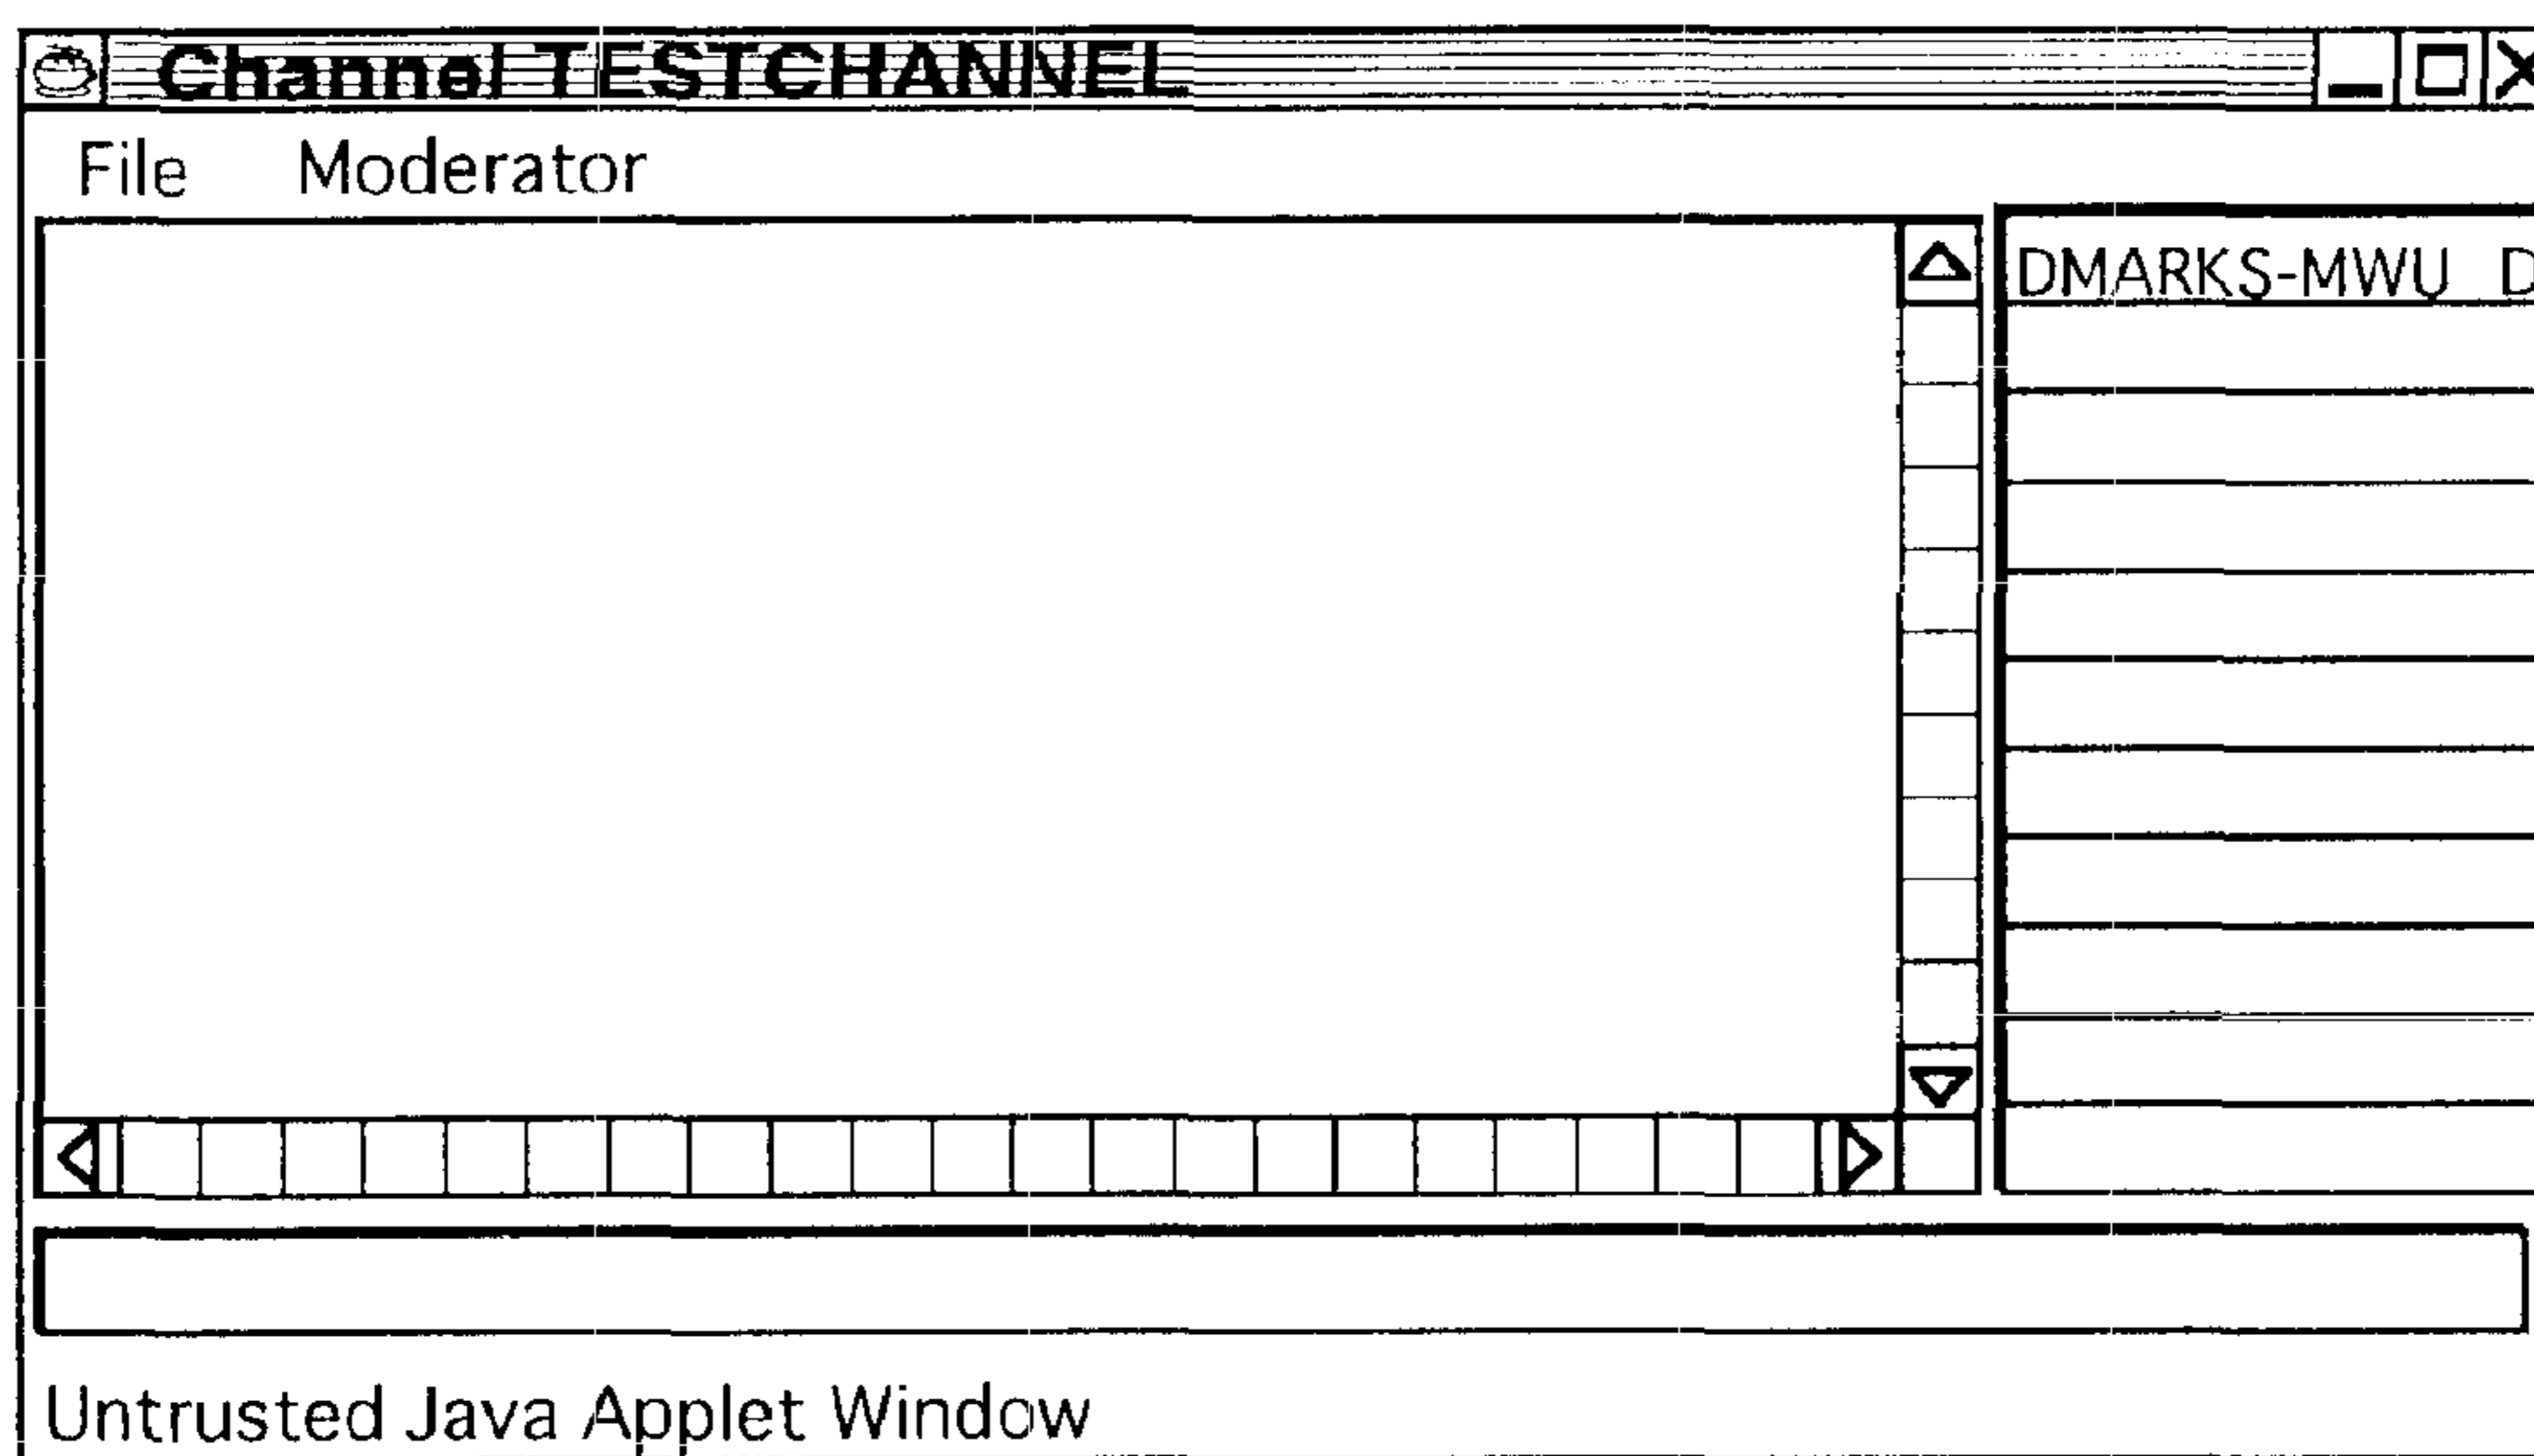 Channel TESTCHANNEL
File Moderator
DMARKS-MWU D
Untrusted Java Applet Window